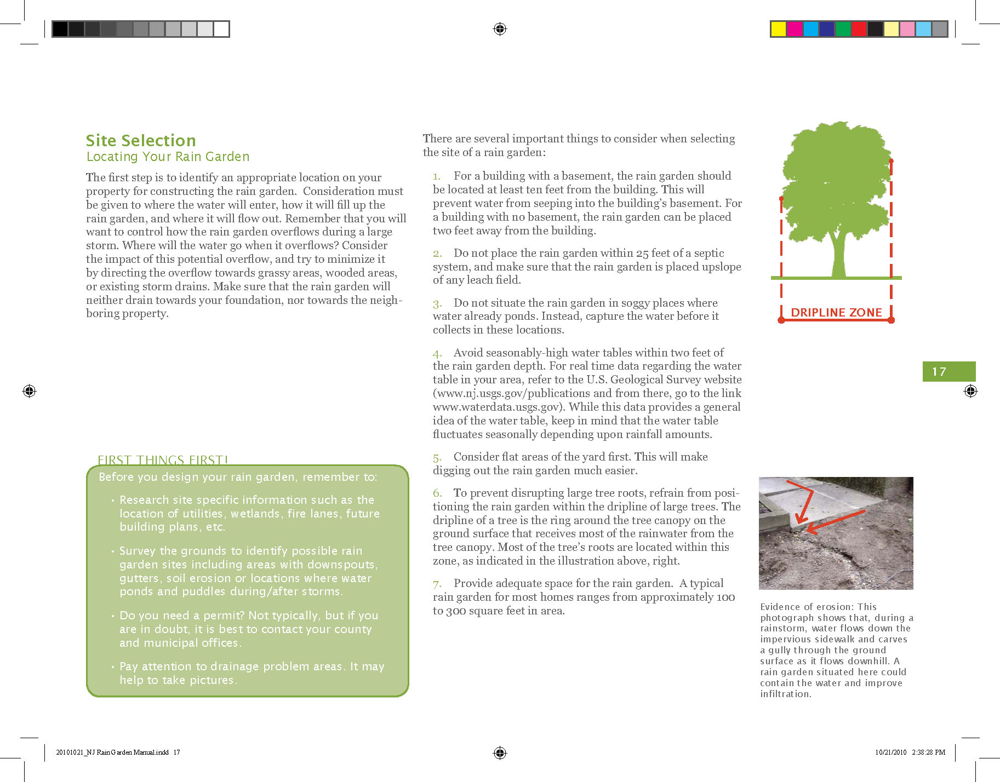 Site Selection
Locating Your Rain Garden
The first step is to identify an appropriate location on your
property for constructing the rain garden.  Consideration must
be given to where the water will enter, how it will fill up the
rain garden, and where it will flow out. Remember that you will
want to control how the rain garden overflows during a large
storm. Where will the water go when it overflows? Consider
the impact of this potential overflow, and try to minimize it
by directing the overflow towards grassy areas, wooded areas,
or existing storm drains. Make sure that the rain garden will
neither drain towards your foundation, nor towards the neigh-
boring property.
FIRST THINGS FIRST!
Before you design your rain garden, remember to:
• Research site specific information such as the
location of utilities, wetlands, fire lanes, future
building plans, etc.
• Survey the grounds to identify possible rain
garden sites including areas with downspouts,
gutters, soil erosion or locations where water
ponds and puddles during/after storms.
• Do you need a permit? Not typically, but if you
are in doubt, it is best to contact your county
and municipal offices.
• Pay attention to drainage problem areas. It may
help to take pictures.
There are several important things to consider when selecting
the site of a rain garden:
1. For a building with a basement, the rain garden should
be located at least ten feet from the building. This will
prevent water from seeping into the building’s basement. For
a building with no basement, the rain garden can be placed
two feet away from the building.
2. Do not place the rain garden within 25 feet of a septic
system, and make sure that the rain garden is placed upslope
of any leach field.
3. Do not situate the rain garden in soggy places where
water already ponds. Instead, capture the water before it
collects in these locations.
4. Avoid seasonably-high water tables within two feet of
the rain garden depth. For real time data regarding the water
table in your area, refer to the U.S. Geological Survey website
(www.nj.usgs.gov/publications and from there, go to the link
www.waterdata.usgs.gov). While this data provides a general
idea of the water table, keep in mind that the water table
fluctuates seasonally depending upon rainfall amounts.
5. Consider flat areas of the yard first. This will make
digging out the rain garden much easier.
6. To prevent disrupting large tree roots, refrain from posi-
tioning the rain garden within the dripline of large trees. The
dripline of a tree is the ring around the tree canopy on the
ground surface that receives most of the rainwater from the
tree canopy. Most of the tree’s roots are located within this
zone, as indicated in the illustration above, right.
7. Provide adequate space for the rain garden.  A typical
rain garden for most homes ranges from approximately 100
to 300 square feet in area.
DRIPLINE ZONE
17
Evidence of erosion: This
photograph shows that, during a
rainstorm, water flows down the
impervious sidewalk and carves
a gully through the ground
surface as it flows downhill. A
rain garden situated here could
contain the water and improve
infiltration.
20101021_NJ Rain Garden Manual.indd 17
10/21/2010 2:38:28 PM